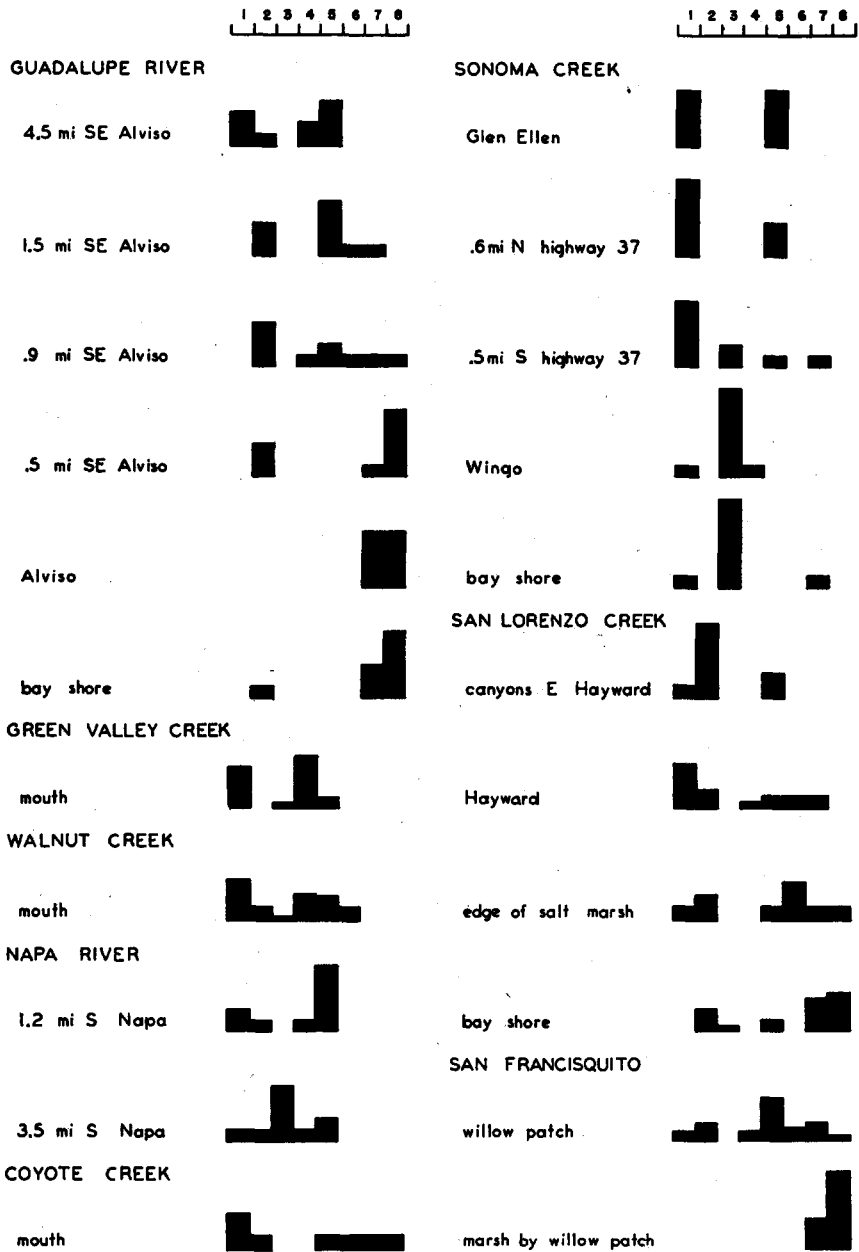 1 2 3 4 5 6 7 8
GUADALUPE RIVER
4.5 mi SE Alviso
1.5 mi SE Alviso
.9 mi SE Alviso
.5 mi SE Alviso
Alviso
bay shore
GREEN VALLEY CREEK
mouth
WALNUT CREEK
mouth
NAPA RIVER
1.2 mi S Napa
3.5 mi S Napa
COYOTE CREEK
mouth
1 2 3 4 5 6 7 8
SONOMA CREEK
Glen Ellen
.6mi N highway 37
.5mi S highway 37
Wingo
bay shore
SAN LORENZO CREEK
canyons E Hayward
Hayward
edge of salt marsh
bay shore
SAN FRANCISQUITO
willow patch
marsh by willow patch